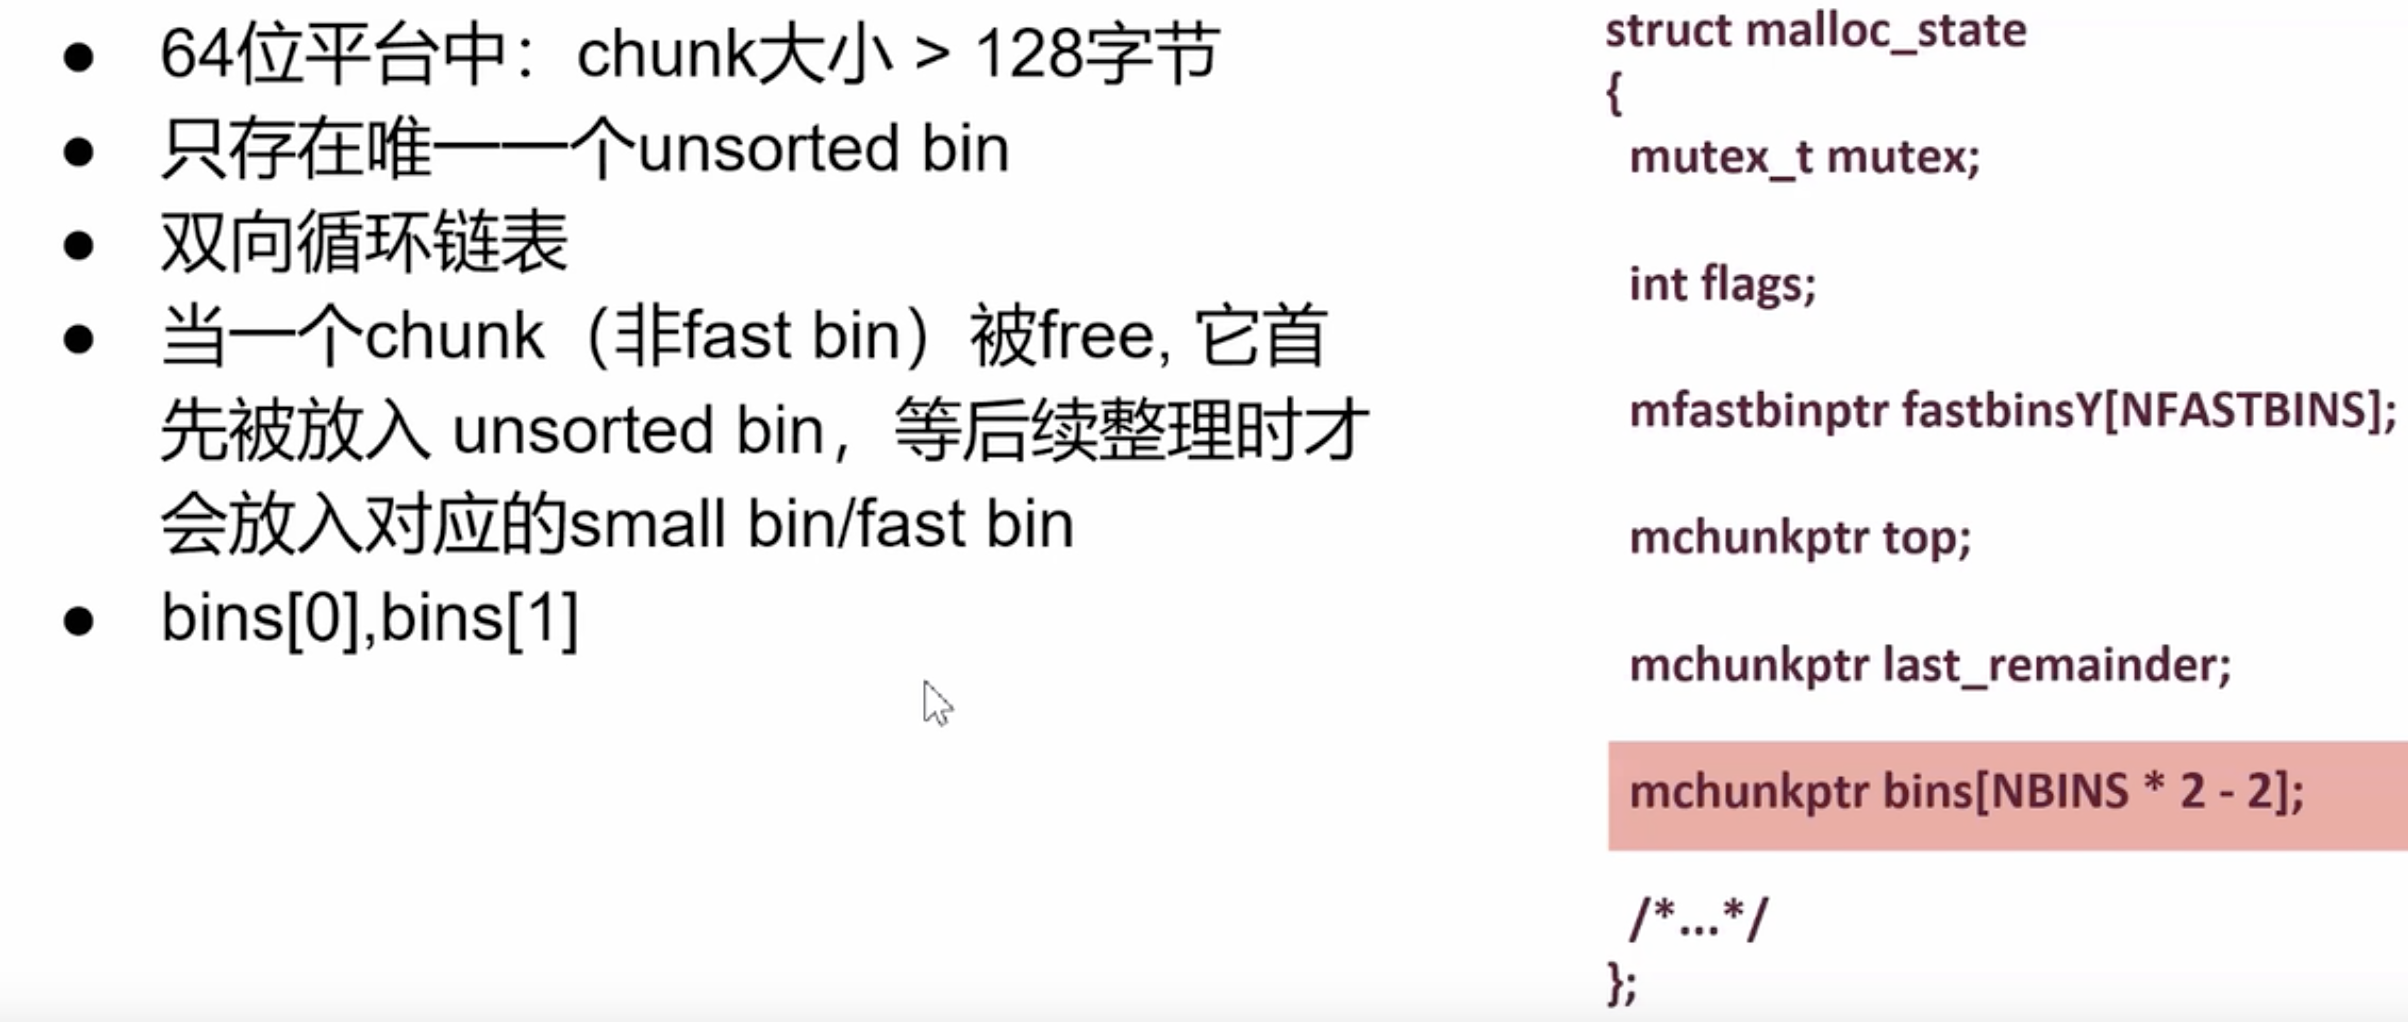 ● 64位平台中：chunk大小 > 128字节
● 只存在唯一一个unsorted bin
● 双向循环链表
● 当一个chunk（非fast bin）被free, 它首
先被放入 unsorted bin，等后续整理时才
会放入对应的small bin/fast bin
● bins[0],bins[1]
struct malloc_state
{
mutex_t mutex;
int flags;
mfastbinptr fastbinsY[NFASTBINS];
mchunkptr top;
mchunkptr last_remainder;
mchunkptr bins[NBINS * 2 - 2];
/*...*/
};